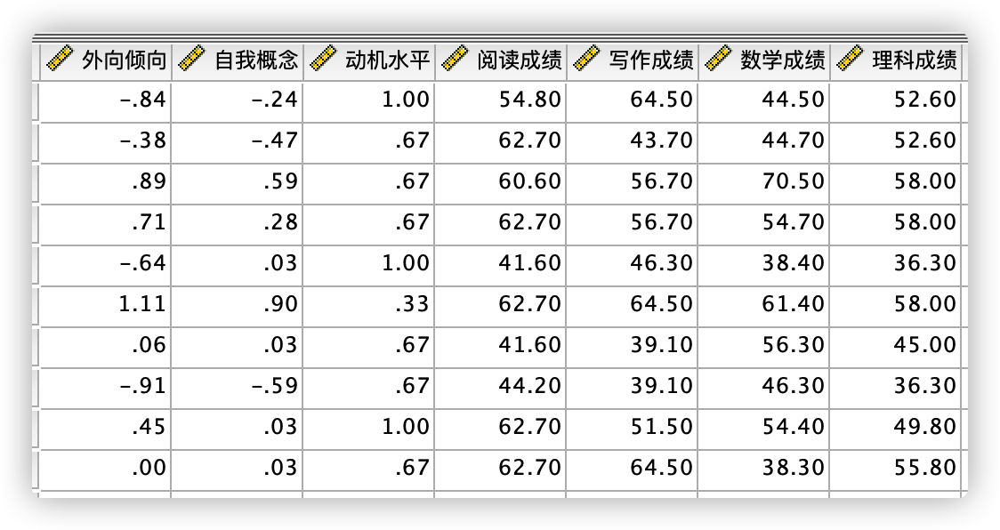 外向倾向 自我概念 动机水平 阅读成绩 写作成绩 数学成绩 理科成绩
-.84 -.24 1.00 54.80 64.50 44.50 52.60
-.38 -.47 .67 62.70 43.70 44.70 52.60
.89 .59 .67 60.60 56.70 70.50 58.00
.71 .28 .67 62.70 56.70 54.70 58.00
-.64 .03 1.00 41.60 46.30 38.40 36.30
1.11 .90 .33 62.70 64.50 61.40 58.00
.06 .03 .67 41.60 39.10 56.30 45.00
-.91 -.59 .67 44.20 39.10 46.30 36.30
.45 .03 1.00 62.70 51.50 54.40 49.80
.00 .03 .67 62.70 64.50 38.30 55.80